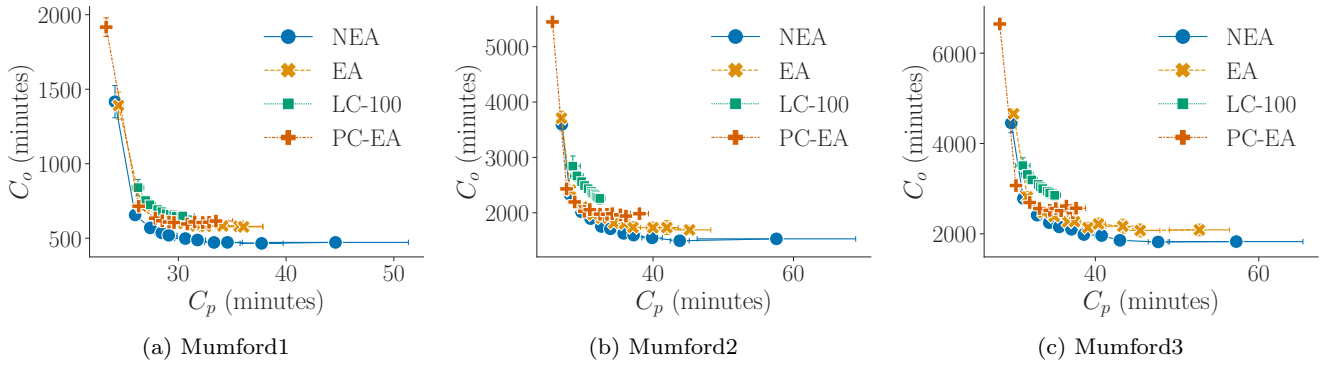 2000
1500
1000
500
C_o (minutes)
30
40
50
C_p (minutes)
NEA
EA
LC-100
PC-EA
(a) Mumford1
5000
4000
3000
2000
C_o (minutes)
40
60
C_p (minutes)
NEA
EA
LC-100
PC-EA
(b) Mumford2
6000
4000
2000
C_o (minutes)
40
60
C_p (minutes)
NEA
EA
LC-100
PC-EA
(c) Mumford3